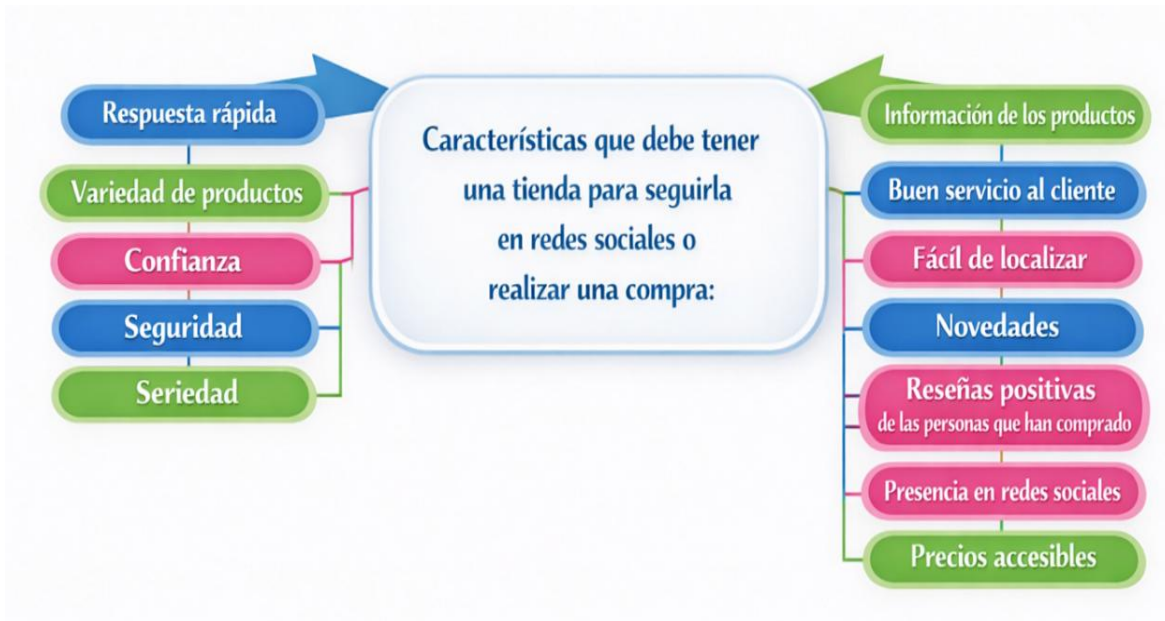 Características que debe tener
una tienda para seguirla
en redes sociales o
realizar una compra:
Respuesta rápida
Variedad de productos
Confianza
Seguridad
Seriedad
Información de los productos
Buen servicio al cliente
Fácíl de localizar
Novedades
Reseñas positivas
de las personas que han comprado
Presencia en redes sociales
Precios accesibles